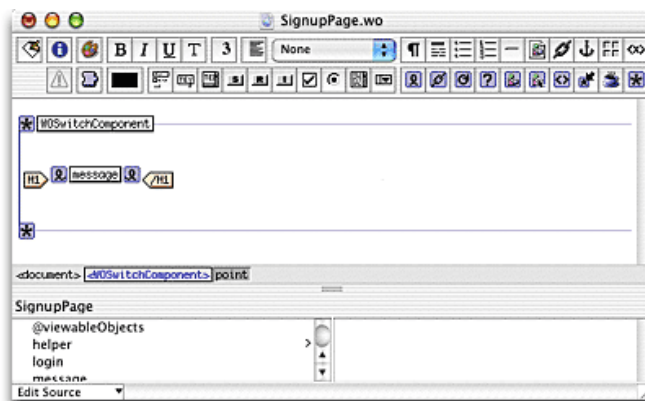 SignupPage.wo
B I U T 3 None
S R I
WOSwitchComponent
H1 message /H1
<document> <WOSwitchComponent> point
SignupPage
@viewableObjects
helper >
login
message
Edit Source